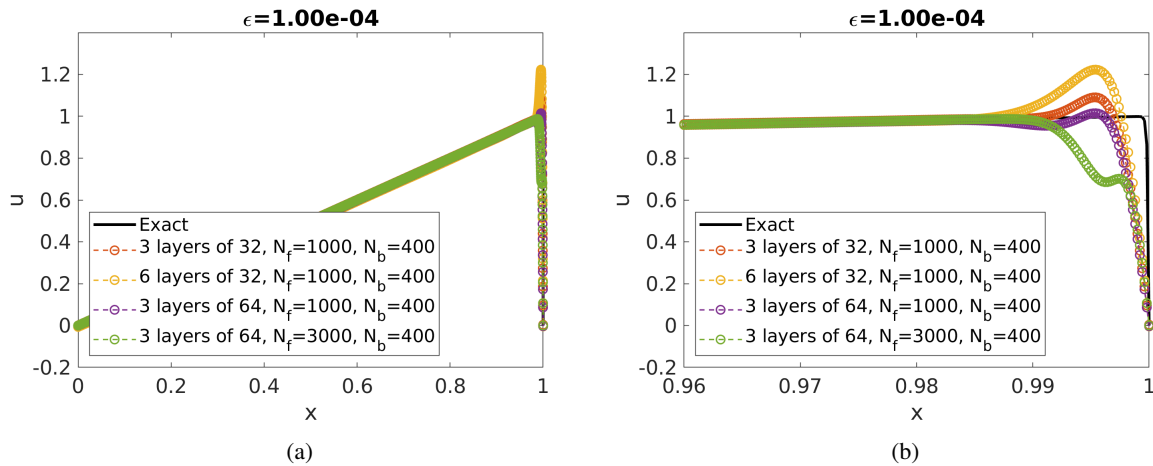 ϵ=1.00e-04
1.2
1
0.8
0.6
0.4
0.2
0
-0.2
u
0 0.2 0.4 0.6 0.8 1
x
Exact
3 layers of 32, N_f=1000, N_b=400
6 layers of 32, N_f=1000, N_b=400
3 layers of 64, N_f=1000, N_b=400
3 layers of 64, N_f=3000, N_b=400
(a)
ϵ=1.00e-04
1.2
1
0.8
0.6
0.4
0.2
0
-0.2
u
0.96 0.97 0.98 0.99 1
x
Exact
3 layers of 32, N_f=1000, N_b=400
6 layers of 32, N_f=1000, N_b=400
3 layers of 64, N_f=1000, N_b=400
3 layers of 64, N_f=3000, N_b=400
(b)